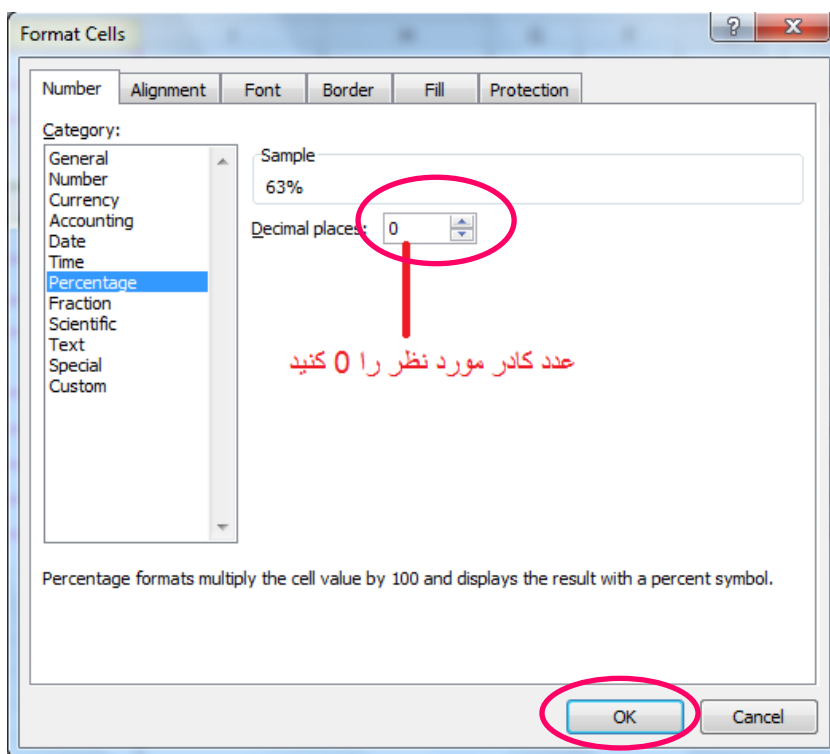 Format Cells
Number Alignment Font Border Fill Protection
Category:
General
Number
Currency
Accounting
Date
Time
Percentage
Fraction
Scientific
Text
Special
Custom
Sample
63%
Decimal places: 0
عدد کادر مورد نظر را 0 کنید
Percentage formats multiply the cell value by 100 and displays the result with a percent symbol.
OK Cancel